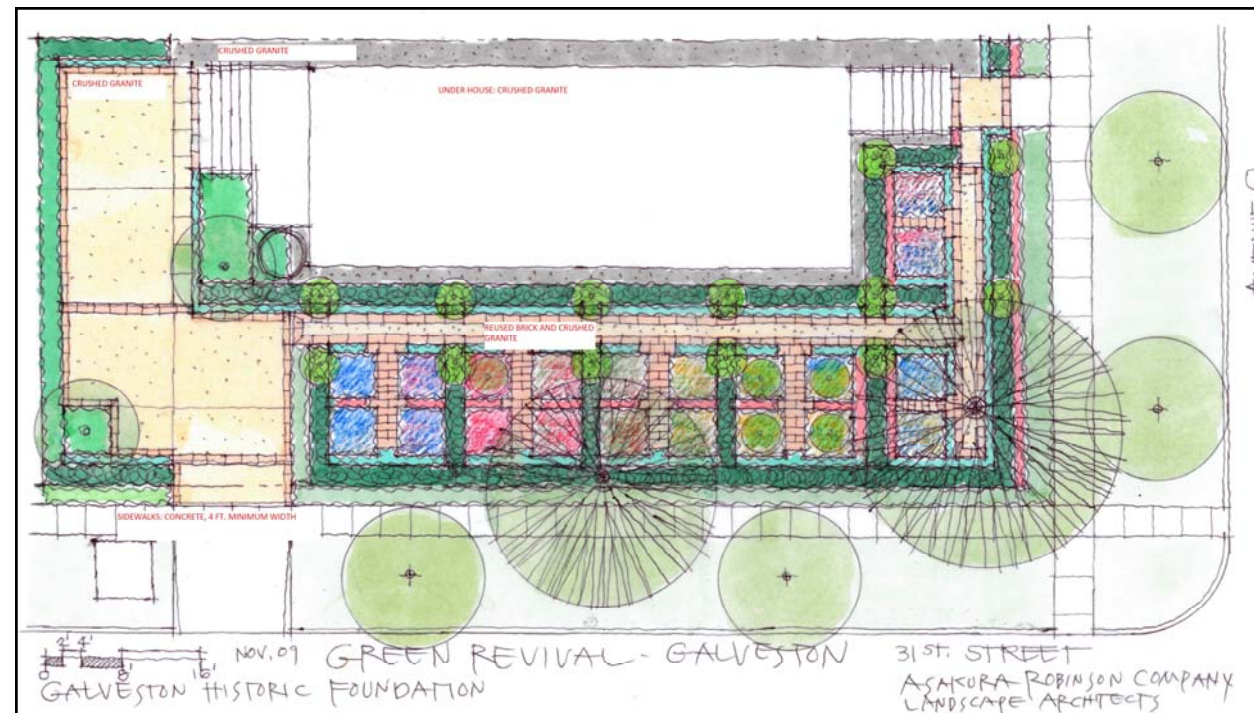 CRUSHED GRANITE
CRUSHED GRANITE
UNDER HOUSE: CRUSHED GRANITE
REUSED BRICK AND CRUSHED
GRANITE
SIDEWALKS: CONCRETE, 4 FT. MINIMUM WIDTH
2' 4'
0 8' 16'
NOV. 09 GREEN REVIVAL - GALVESTON 31ST. STREET
GALVESTON HISTORIC FOUNDATION
ASAKURA ROBINSON COMPANY
LANDSCAPE ARCHITECTS